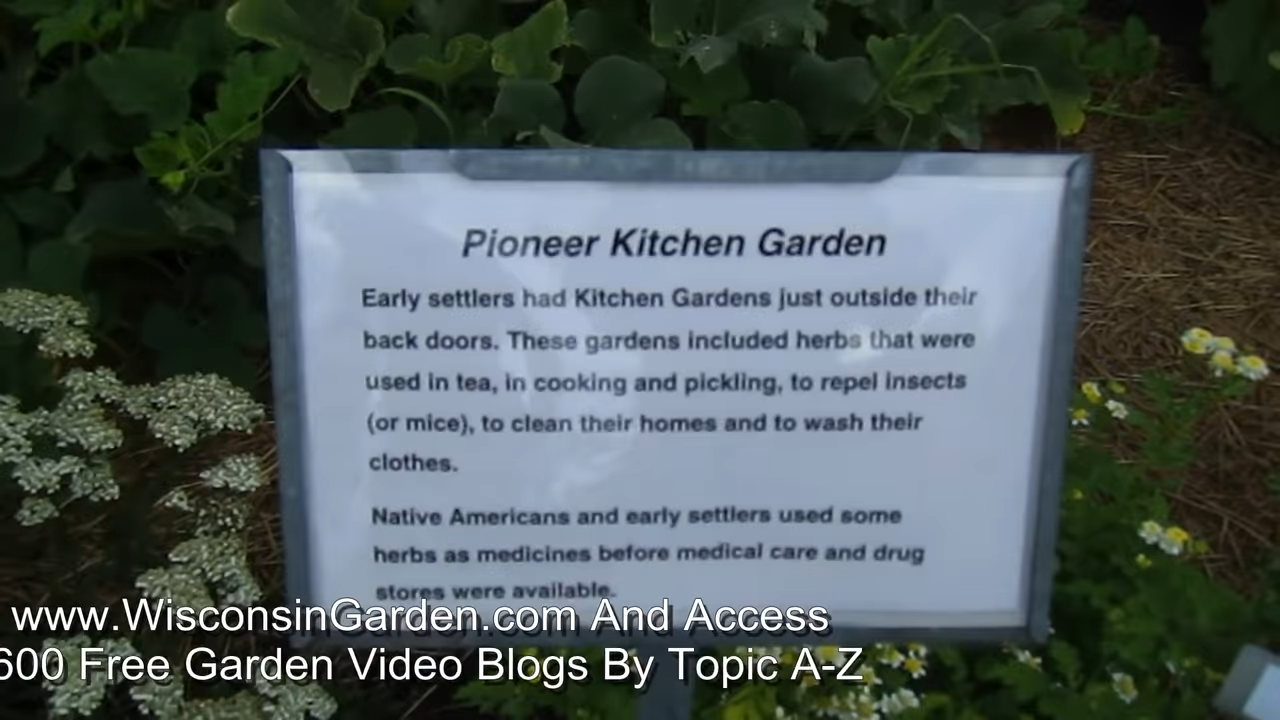 Pioneer Kitchen Garden
Early settlers had Kitchen Gardens just outside their
back doors. These gardens included herbs that were
used in tea, in cooking and pickling, to repel insects
(or mice), to clean their homes and to wash their
clothes.
Native Americans and early settlers used some
herbs as medicines before medical care and drug
stores were available.
www.WisconsinGarden.com And Access
600 Free Garden Video Blogs By Topic A-Z